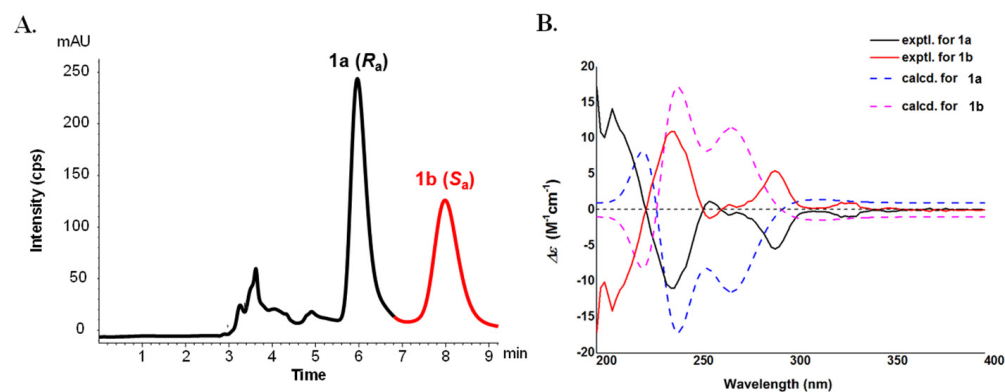 A.
mAU
Intensity (cps)
250
200
150
100
50
0
1a (Ra)
1b (Sa)
1 2 3 4 5 6 7 8 9 min
Time
B.
exptl. for 1a
exptl. for 1b
calcd. for 1a
calcd. for 1b
Δε (M⁻¹cm⁻¹)
20
15
10
5
0
-5
-10
-15
-20
200 250 300 350 400
Wavelength (nm)